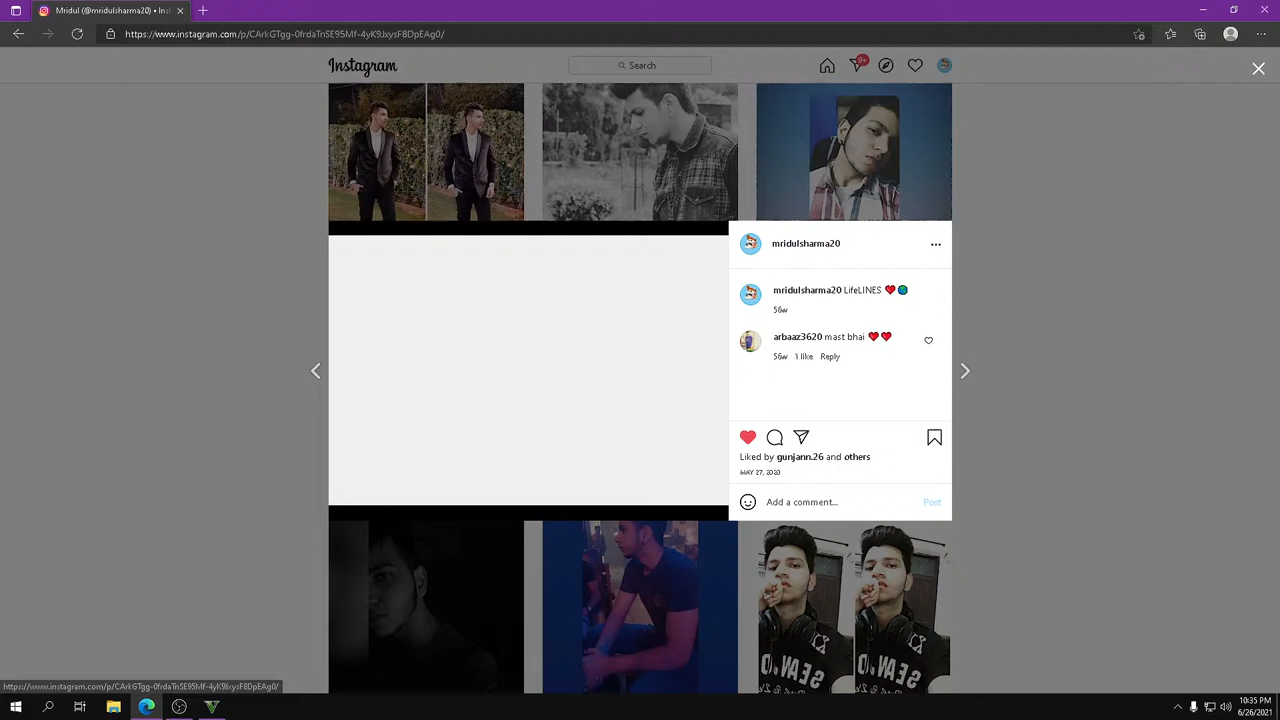 Mridul (@mridulsharma20) • Inst
https://www.instagram.com/p/CArkGTgg-0frdaTnSE95Mf-4yK9JxysF8DpEAg0/
Instagram
Search
9+
mridulsharma20
mridulsharma20 LifeLINES ❤️🌎
56w
arbaaz3620 mast bhai ❤️❤️
56w 1 like Reply
Liked by gunjann.26 and others
MAY 27, 2020
Add a comment...
Post
https://www.instagram.com/p/CArkGTgg-0frdaTnSE95Mf-4yK9JxysF8DpEAg0/
10:35 PM
6/26/2021